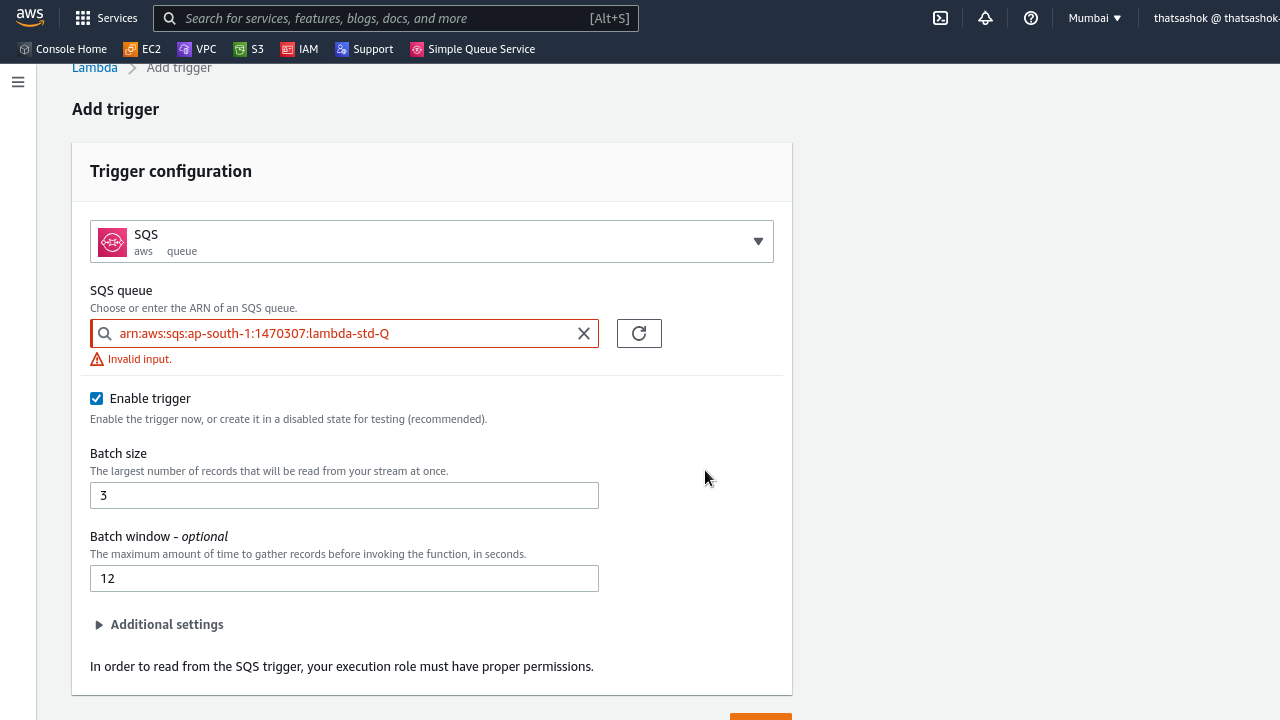 aws
Services
Search for services, features, blogs, docs, and more
[Alt+S]
Mumbai
thatsashok @ thatsashok-
Console Home
EC2
VPC
S3
IAM
Support
Simple Queue Service
Lambda
Add trigger
Add trigger
Trigger configuration
SQS
aws queue
SQS queue
Choose or enter the ARN of an SQS queue.
arn:aws:sqs:ap-south-1:1470307:lambda-std-Q
Invalid input.
Enable trigger
Enable the trigger now, or create it in a disabled state for testing (recommended).
Batch size
The largest number of records that will be read from your stream at once.
3
Batch window - optional
The maximum amount of time to gather records before invoking the function, in seconds.
12
Additional settings
In order to read from the SQS trigger, your execution role must have proper permissions.